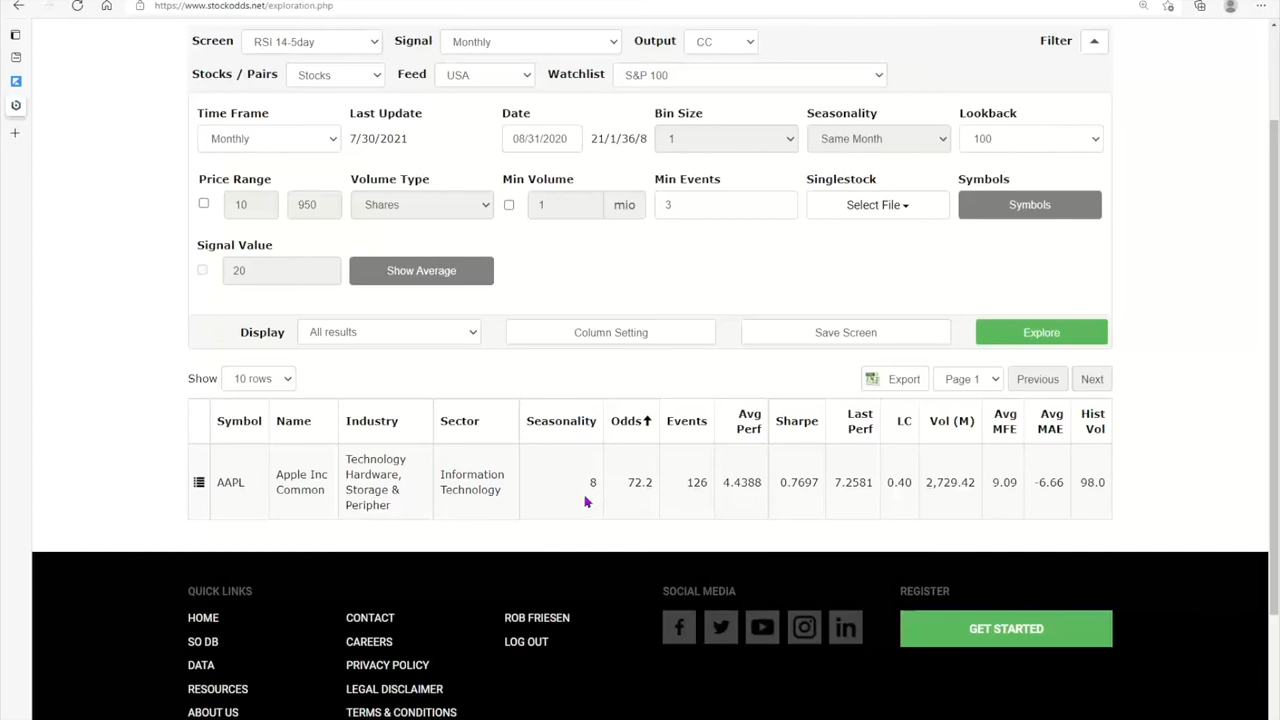 https://www.stockodds.net/exploration.php
Screen RSI 14-5day Signal Monthly Output CC Filter
Stocks / Pairs Stocks Feed USA Watchlist S&P 100
Time Frame Last Update Date Bin Size Seasonality Lookback
Monthly 7/30/2021 08/31/2020 21/1/36/8 1 Same Month 100
Price Range Volume Type Min Volume Min Events Singlestock Symbols
10 950 Shares 1 mio 3 Select File Symbols
Signal Value
20 Show Average
Display All results Column Setting Save Screen Explore
Show 10 rows Export Page 1 Previous Next
Symbol Name Industry Sector Seasonality Odds Events Avg Perf Sharpe Last Perf LC Vol (M) Avg MFE Avg MAE Hist Vol
AAPL Apple Inc Common Technology Hardware, Storage & Peripher Information Technology 8 72.2 126 4.4388 0.7697 7.2581 0.40 2,729.42 9.09 -6.66 98.0
QUICK LINKS SOCIAL MEDIA REGISTER
HOME CONTACT ROB FRIESEN GET STARTED
SO DB CAREERS LOG OUT
DATA PRIVACY POLICY
RESOURCES LEGAL DISCLAIMER
ABOUT US TERMS & CONDITIONS